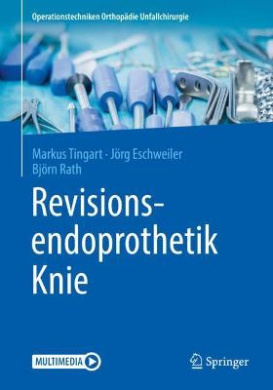 Operationstechniken Orthopädie Unfallchirurgie
Markus Tingart · Jörg Eschweiler
Björn Rath
Revisions-
endoprothetik
Knie
MULTIMEDIA
Springer